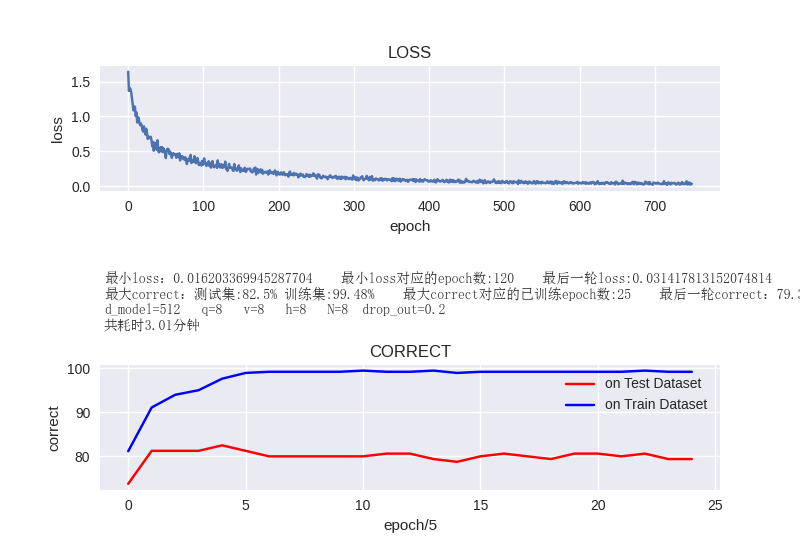 LOSS
1.5
1.0
0.5
0.0
loss
0 100 200 300 400 500 600 700
epoch
最小loss：0.016203369945287704 最小loss对应的epoch数:120 最后一轮loss:0.031417813152074814
最大correct：测试集:82.5% 训练集:99.48% 最大correct对应的已训练epoch数:25 最后一轮correct：79.3
d_model=512 q=8 v=8 h=8 N=8 drop_out=0.2
共耗时3.01分钟
CORRECT
100
90
80
correct
on Test Dataset
on Train Dataset
0 5 10 15 20 25
epoch/5